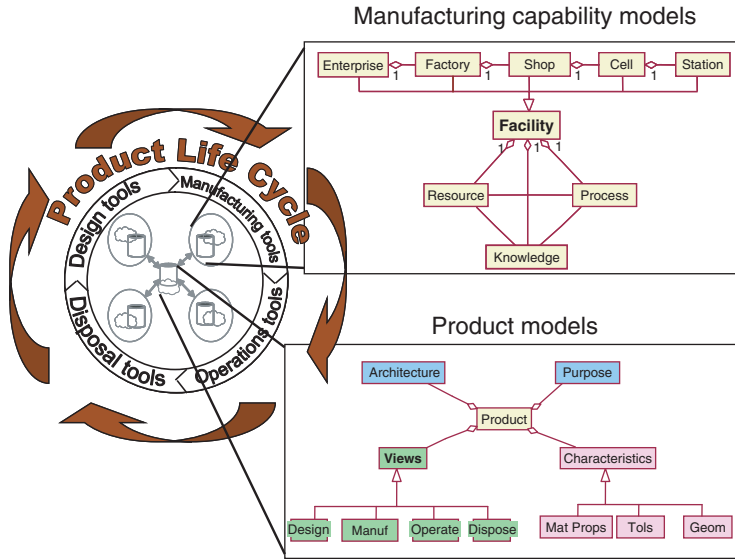 Manufacturing capability models
Enterprise Factory Shop Cell Station
1 1 1 1
Facility
1 1 1
Resource Process
Knowledge
Product Life Cycle
Design tools
Manufacturing tools
Disposal tools
Operations tools
Product models
Architecture Purpose
Product
Views Characteristics
Design Manuf Operate Dispose Mat Props Tols Geom